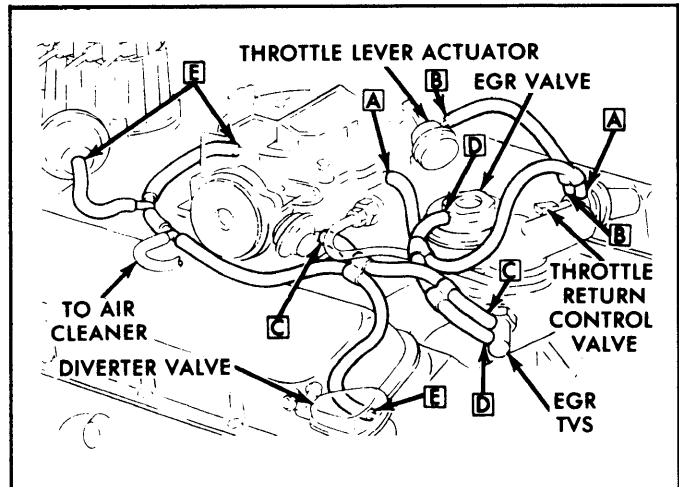 THROTTLE LEVER ACTUATOR
E
B
EGR VALVE
A
A
D
B
THROTTLE
RETURN
CONTROL
VALVE
C
C
TO AIR
CLEANER
DIVERTER VALVE
E
D
EGR
TVS